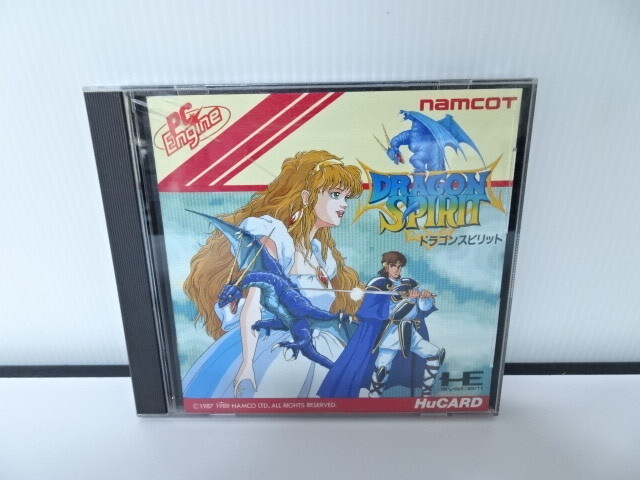 PC
Engine
namcoT
DRAGON
SPIRIT
ドラゴンスピリット
HE
System
©1987 1988 NAMCO LTD., ALL RIGHTS RESERVED.
HuCARD